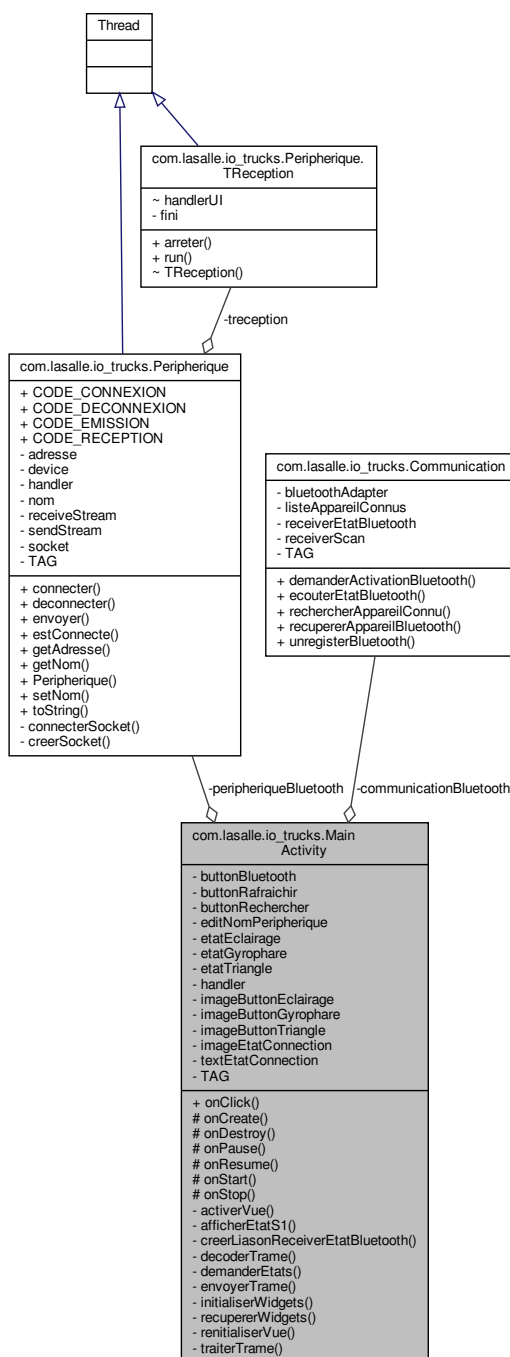 Thread
com.lasalle.io_trucks.Peripherique.
TReception
~ handlerUI
- fini
+ arreter()
+ run()
~ TReception()
-treception
com.lasalle.io_trucks.Peripherique
+ CODE_CONNEXION
+ CODE_DECONNEXION
+ CODE_EMISSION
+ CODE_RECEPTION
- adresse
- device
- handler
- nom
- receiveStream
- sendStream
- socket
- TAG
+ connecter()
+ deconnecter()
+ envoyer()
+ estConnecte()
+ getAdresse()
+ getNom()
+ Peripherique()
+ setNom()
+ toString()
- connecterSocket()
- creerSocket()
com.lasalle.io_trucks.Communication
- bluetoothAdapter
- listeAppareilConnus
- receiverEtatBluetooth
- receiverScan
- TAG
+ demanderActivationBluetooth()
+ ecouterEtatBluetooth()
+ rechercherAppareilConnu()
+ recupererAppareilBluetooth()
+ unregisterBluetooth()
-peripheriqueBluetooth
-communicationBluetooth
com.lasalle.io_trucks.Main
Activity
- buttonBluetooth
- buttonRafraichir
- buttonRechercher
- editNomPeripherique
- etatEclairage
- etatGyrophare
- etatTriangle
- handler
- imageButtonEclairage
- imageButtonGyrophare
- imageButtonTriangle
- imageEtatConnection
- textEtatConnection
- TAG
+ onClick()
# onCreate()
# onDestroy()
# onPause()
# onResume()
# onStart()
# onStop()
- activerVue()
- afficherEtatS1()
- creerLiasonReceiverEtatBluetooth()
- decoderTrame()
- demanderEtats()
- envoyerTrame()
- initialiserWidgets()
- recupererWidgets()
- renitialiserVue()
- traiterTrame()